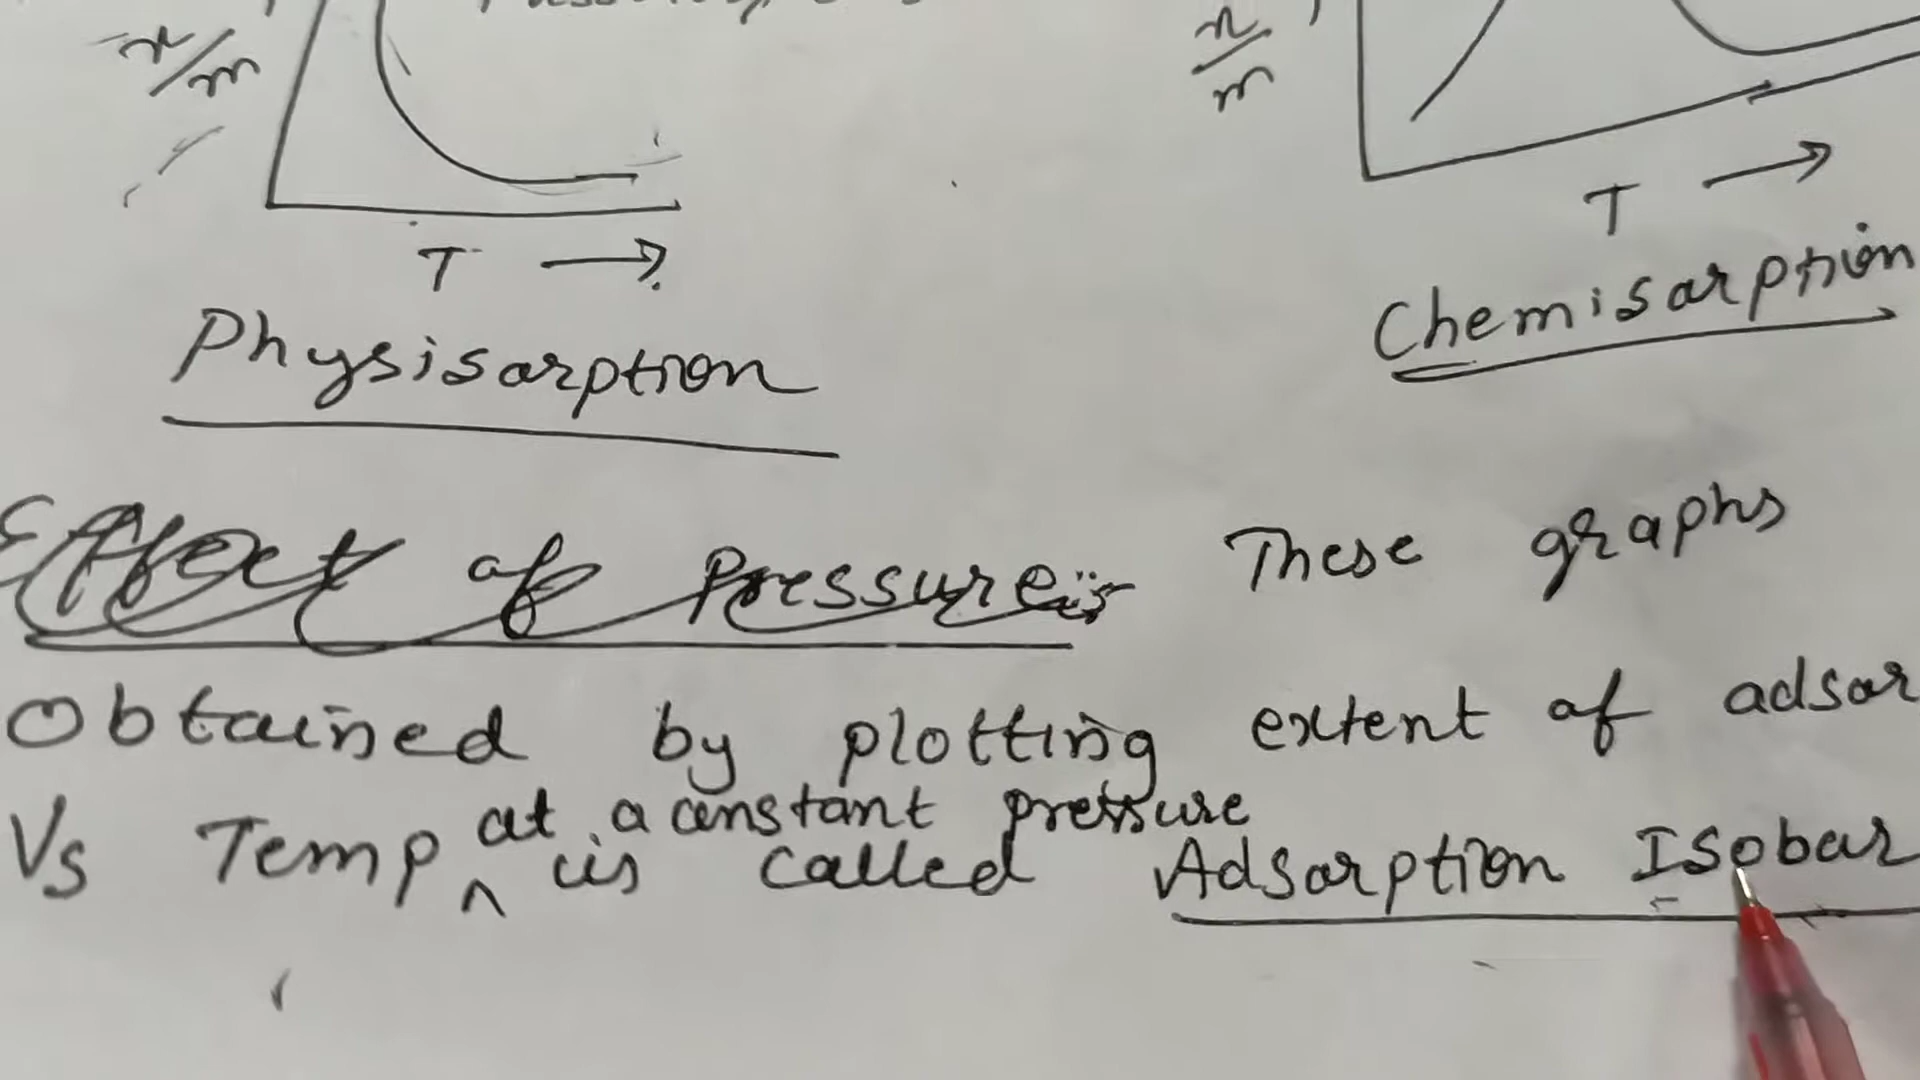 x/m
x/m
T →
T →
Physisorption
Chemisorption
Effect of Pressure:-
These graphs
Obtained by plotting extent of adsor
Vs Temp ^ at a constant pressure is called Adsorption Isobar